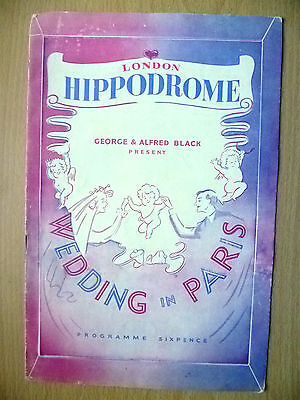 LONDON
HIPPODROME
GEORGE & ALFRED BLACK
PRESENT
WEDDING IN PARIS
PROGRAMME SIXPENCE